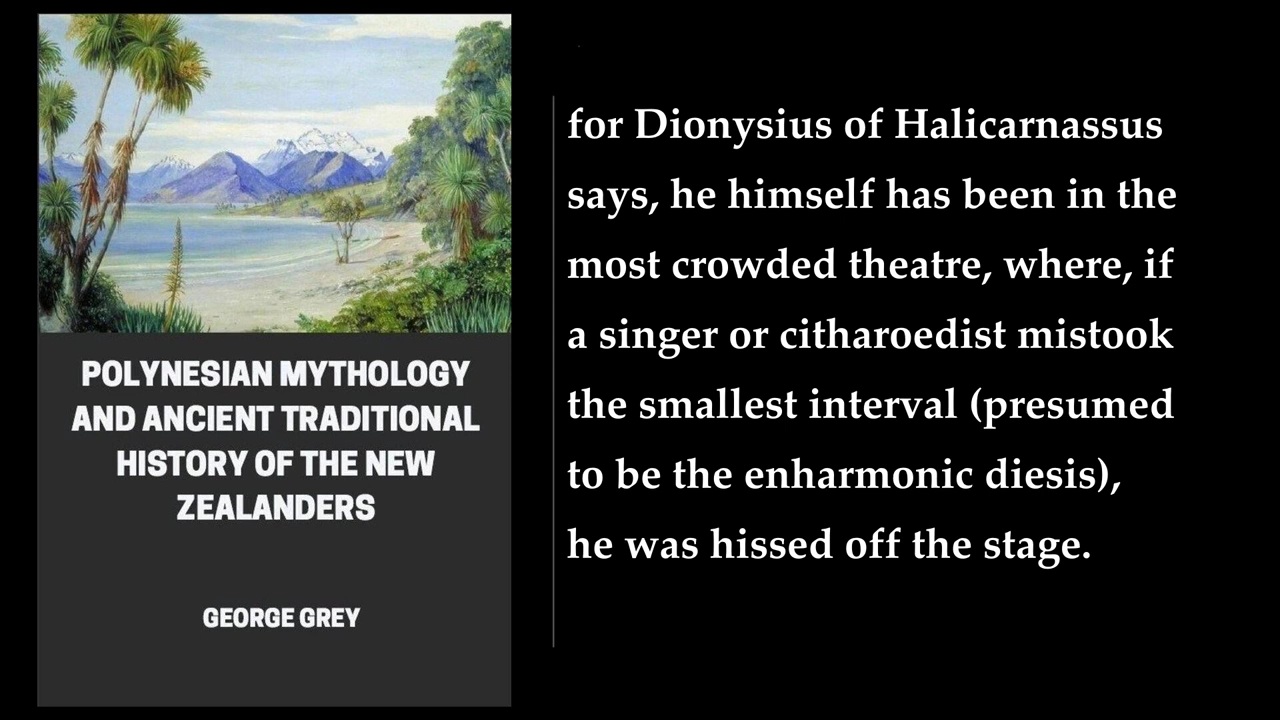 POLYNESIAN MYTHOLOGY
AND ANCIENT TRADITIONAL
HISTORY OF THE NEW
ZEALANDERS
GEORGE GREY
for Dionysius of Halicarnassus
says, he himself has been in the
most crowded theatre, where, if
a singer or citharoedist mistook
the smallest interval (presumed
to be the enharmonic diesis),
he was hissed off the stage.